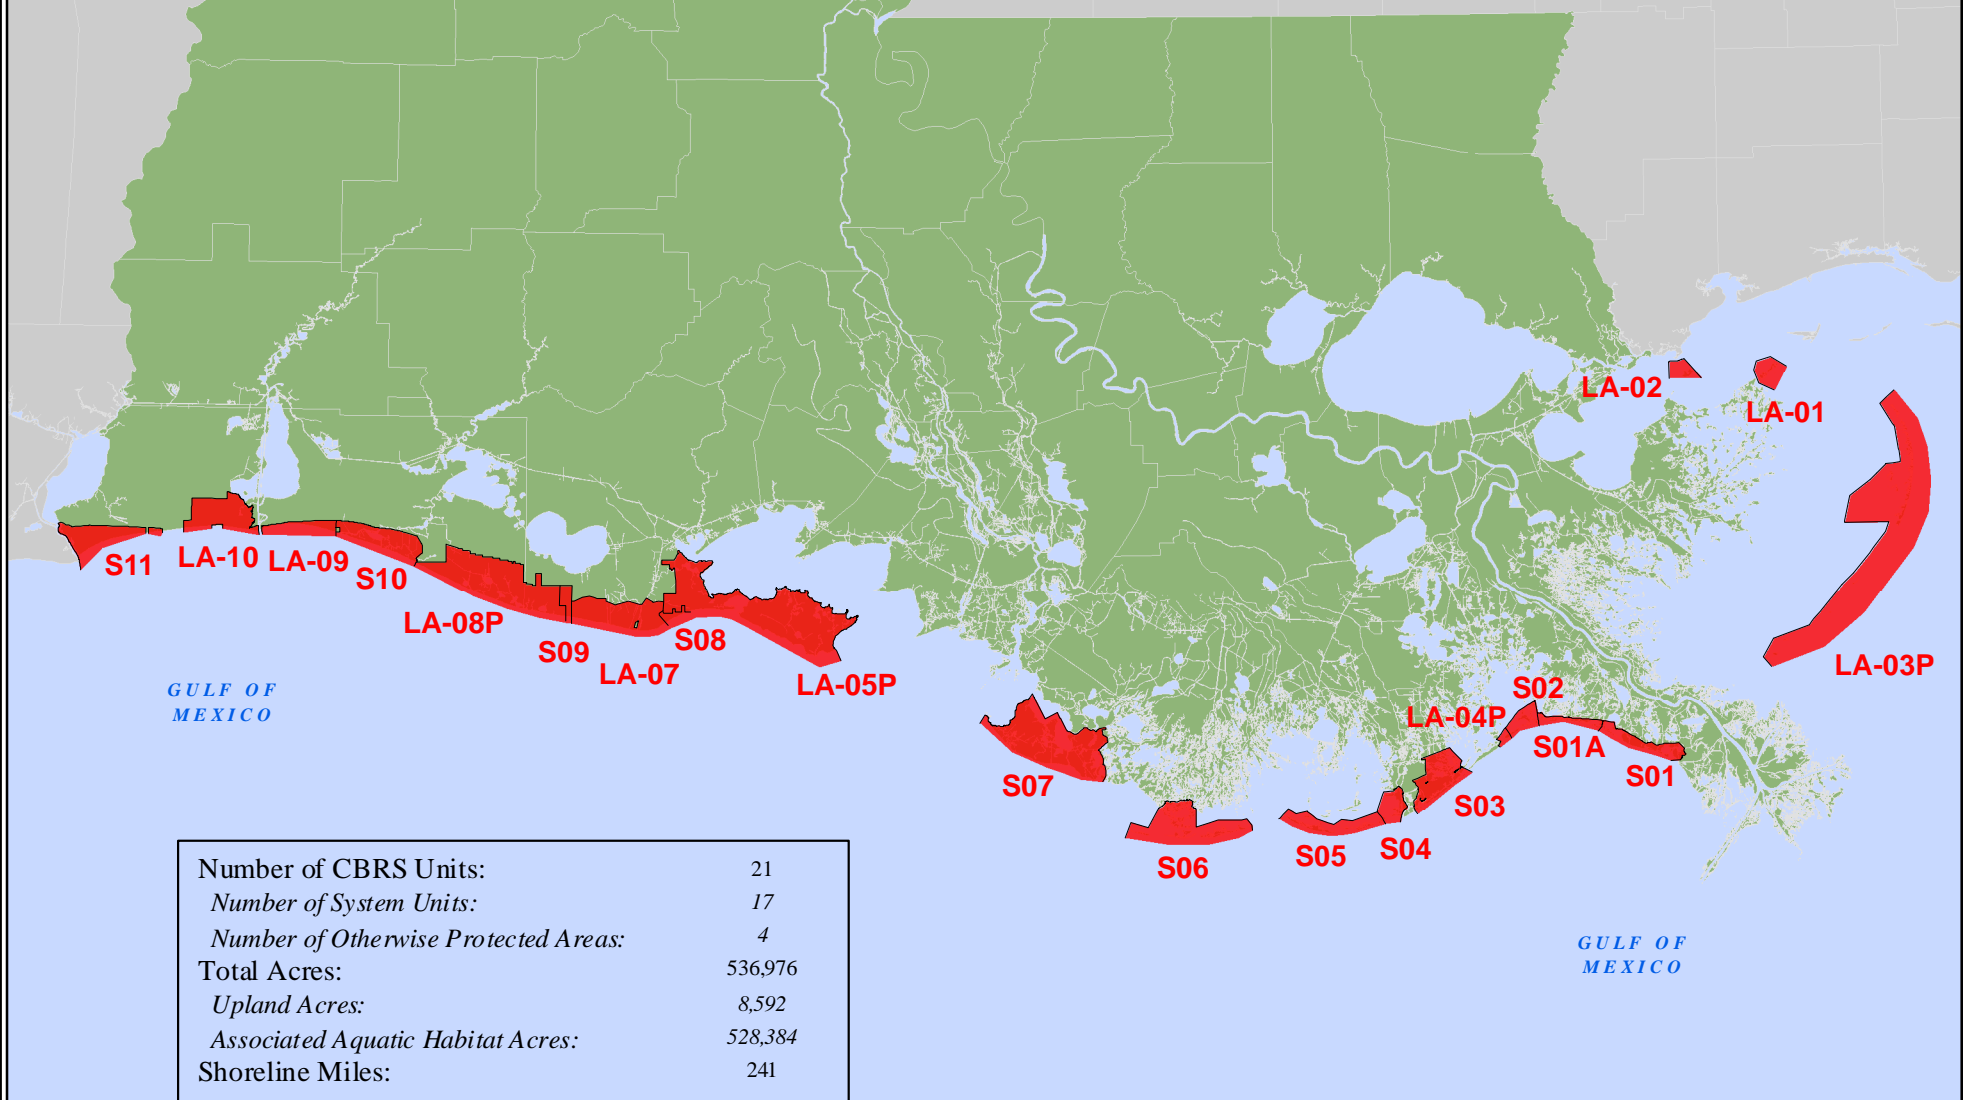 LA-02
LA-01
S11
LA-10
LA-09
S10
LA-08P
S09
LA-07
S08
LA-05P
LA-03P
S02
LA-04P
S01A
S01
S07
S03
S06
S05
S04
GULF OF
MEXICO
Number of CBRS Units: 21
Number of System Units: 17
Number of Otherwise Protected Areas: 4
Total Acres: 536,976
Upland Acres: 8,592
Associated Aquatic Habitat Acres: 528,384
Shoreline Miles: 241
GULF OF
MEXICO